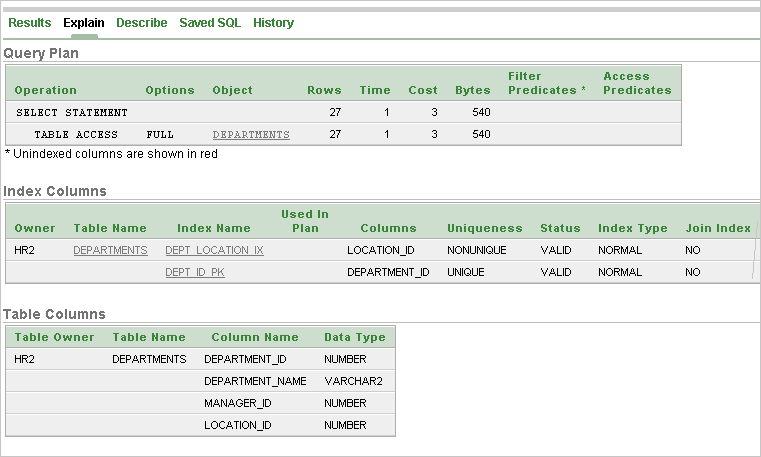 Results Explain Describe Saved SQL History
Query Plan
Operation Options Object Rows Time Cost Bytes Filter Predicates * Access Predicates
SELECT STATEMENT 27 1 3 540
TABLE ACCESS FULL DEPARTMENTS 27 1 3 540
* Unindexed columns are shown in red
Index Columns
Owner Table Name Index Name Used In Plan Columns Uniqueness Status Index Type Join Index
HR2 DEPARTMENTS DEPT_LOCATION_IX LOCATION_ID NONUNIQUE VALID NORMAL NO
DEPT_ID_PK DEPARTMENT_ID UNIQUE VALID NORMAL NO
Table Columns
Table Owner Table Name Column Name Data Type
HR2 DEPARTMENTS DEPARTMENT_ID NUMBER
DEPARTMENT_NAME VARCHAR2
MANAGER_ID NUMBER
LOCATION_ID NUMBER